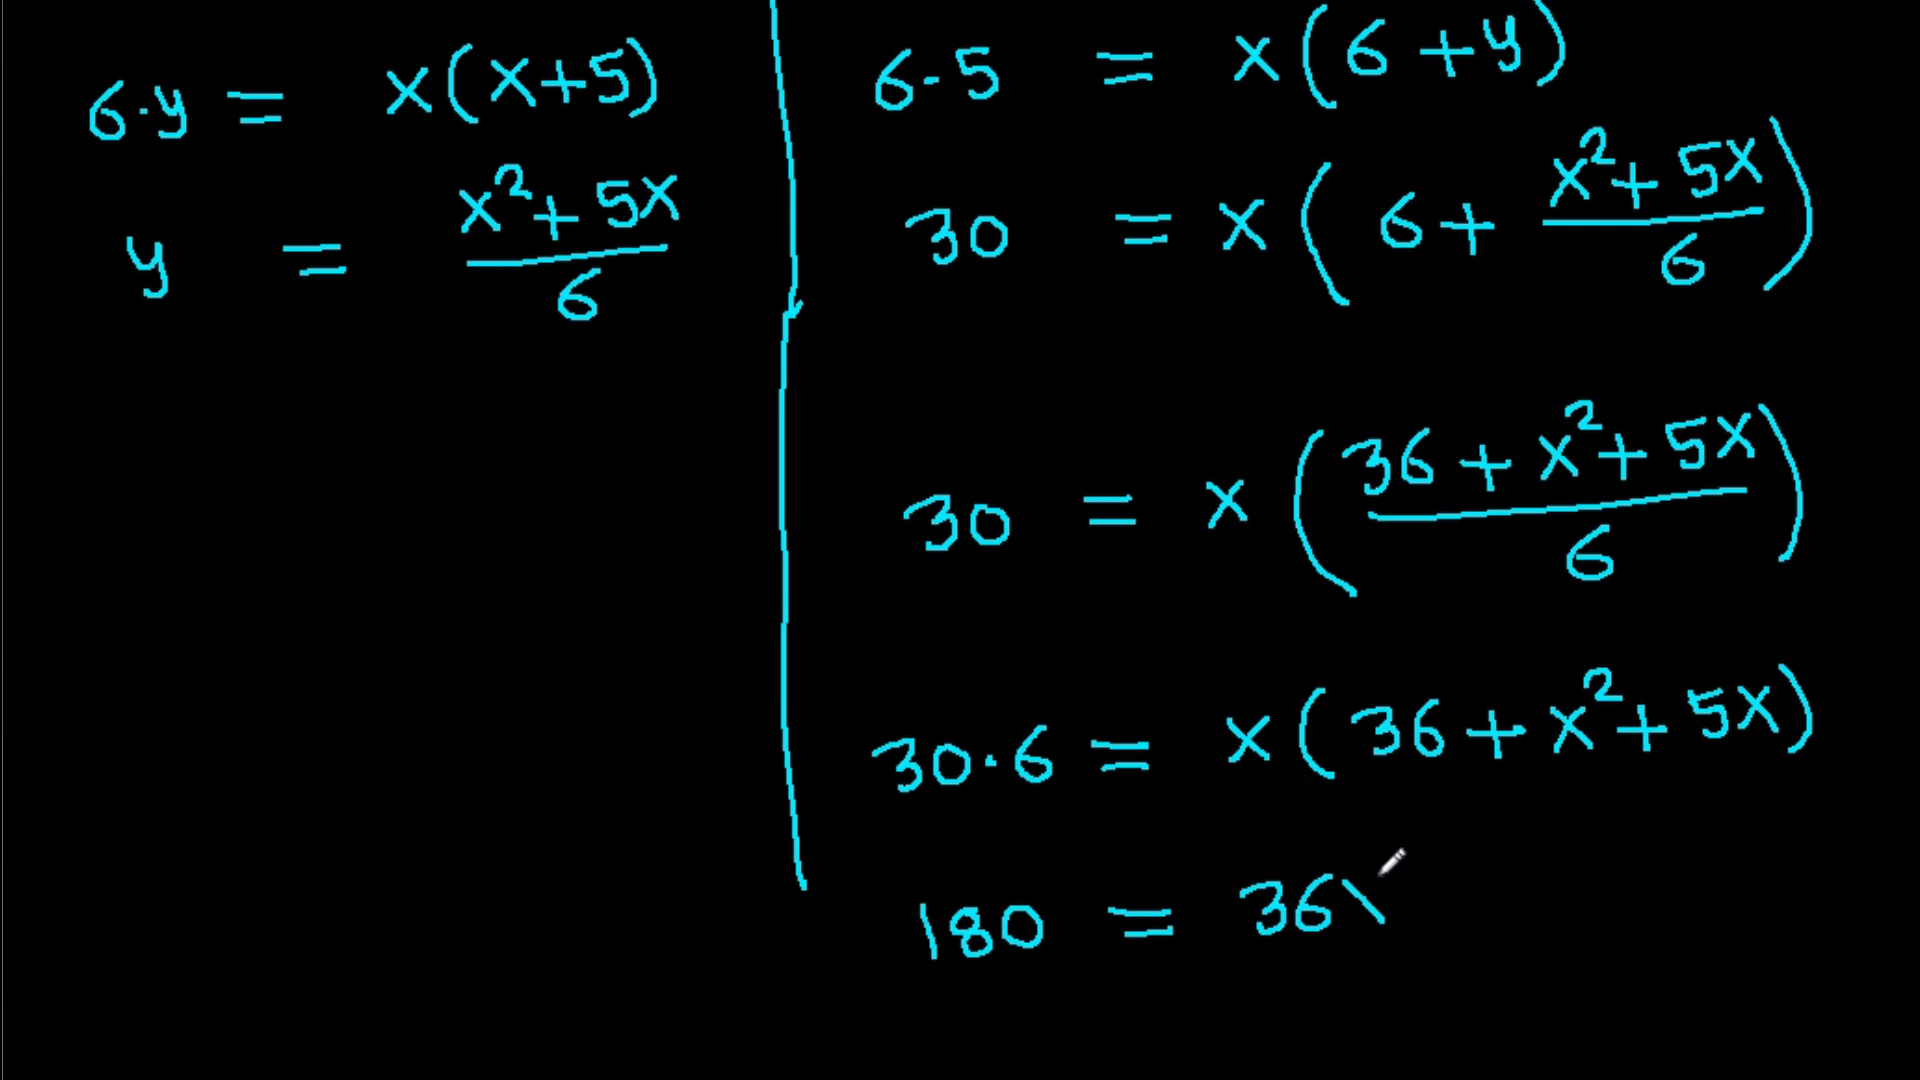 6·y = x(x+5)
y = x²+5x / 6
6·5 = x(6+y)
30 = x(6+ x²+5x / 6)
30 = x(36+x²+5x / 6)
30·6 = x(36+x²+5x)
180 = 36\